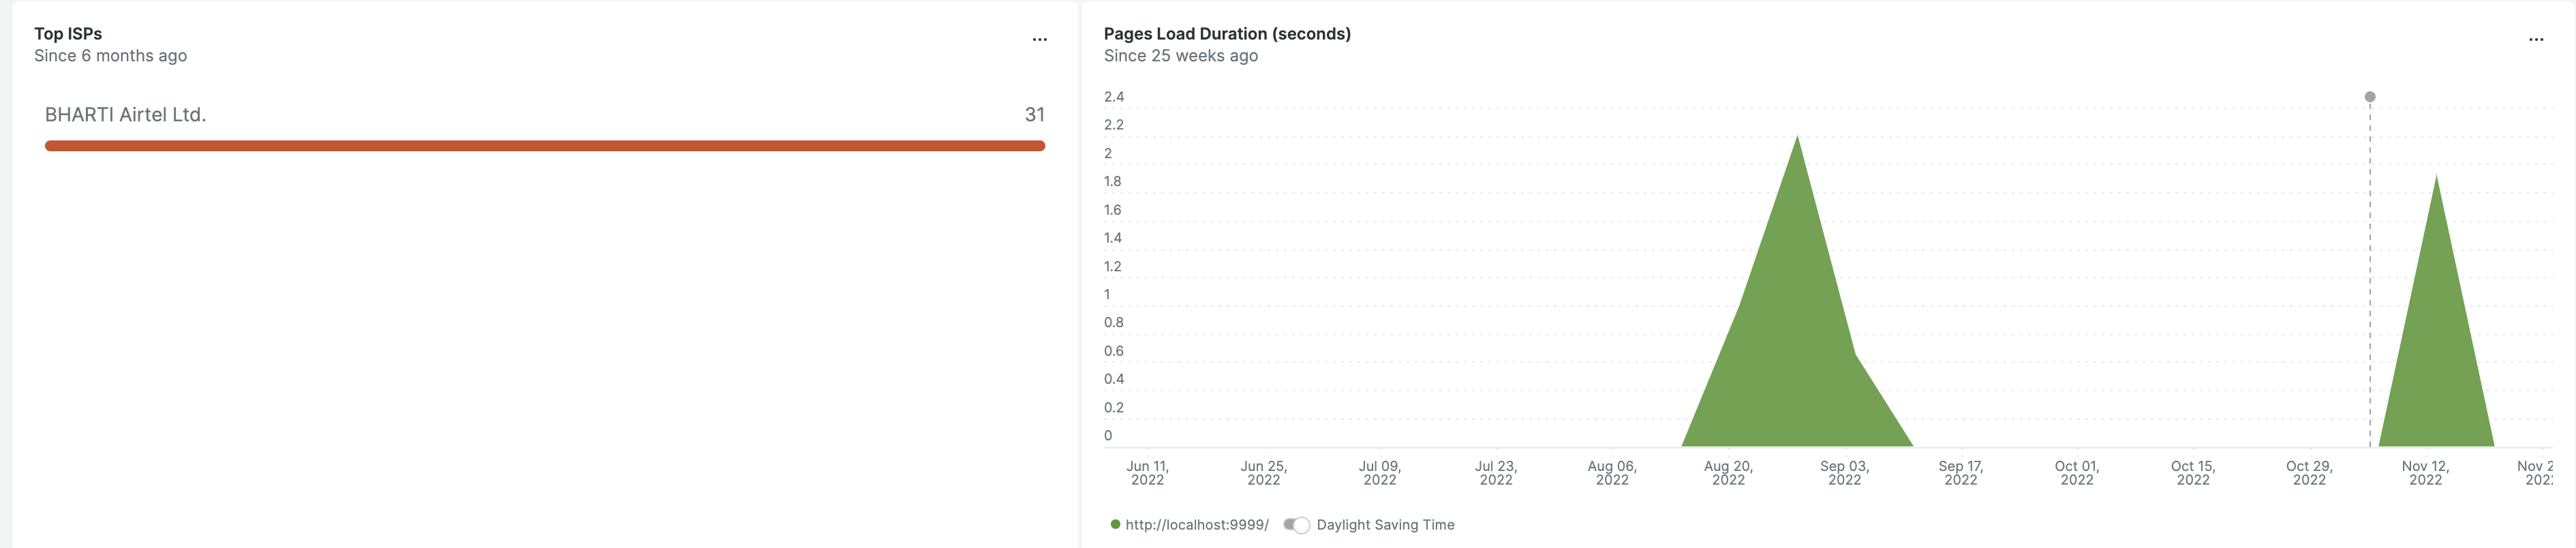 Top ISPs
...
Since 6 months ago
BHARTI Airtel Ltd. 31
Pages Load Duration (seconds)
...
Since 25 weeks ago
2.4
2.2
2
1.8
1.6
1.4
1.2
1
0.8
0.6
0.4
0.2
0
Jun 11, Jun 25, Jul 09, Jul 23, Aug 06, Aug 20, Sep 03, Sep 17, Oct 01, Oct 15, Oct 29, Nov 12, Nov 2
2022 2022 2022 2022 2022 2022 2022 2022 2022 2022 2022 2022 202
http://localhost:9999/ Daylight Saving Time